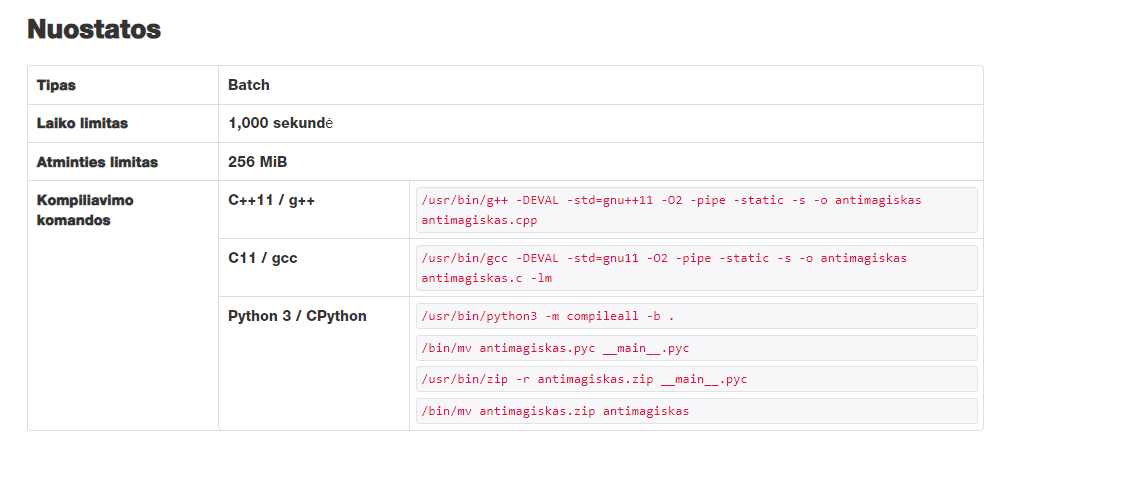 Nuostatos
Tipas
Batch
Laiko limitas
1,000 sekundė
Atminties limitas
256 MiB
Kompiliavimo
komandos
C++11 / g++
/usr/bin/g++ -DEVAL -std=gnu++11 -O2 -pipe -static -s -o antimagiskas
antimagiskas.cpp
C11 / gcc
/usr/bin/gcc -DEVAL -std=gnu11 -O2 -pipe -static -s -o antimagiskas
antimagiskas.c -lm
Python 3 / CPython
/usr/bin/python3 -m compileall -b .
/bin/mv antimagiskas.pyc __main__.pyc
/usr/bin/zip -r antimagiskas.zip __main__.pyc
/bin/mv antimagiskas.zip antimagiskas